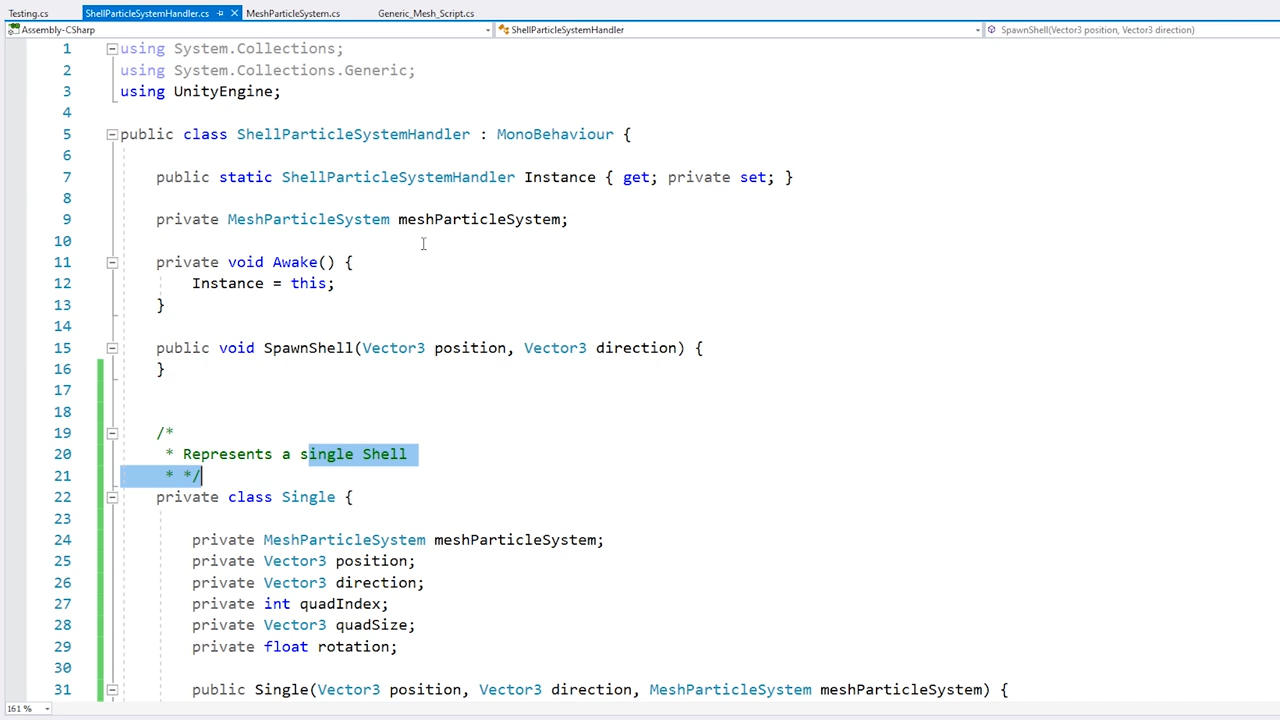 Testing.cs ShellParticleSystemHandler.cs MeshParticleSystem.cs Generic_Mesh_Script.cs
Assembly-CSharp ShellParticleSystemHandler SpawnShell(Vector3 position, Vector3 direction)
1 using System.Collections;
2 using System.Collections.Generic;
3 using UnityEngine;
4
5 public class ShellParticleSystemHandler : MonoBehaviour {
6
7 public static ShellParticleSystemHandler Instance { get; private set; }
8
9 private MeshParticleSystem meshParticleSystem;
10
11 private void Awake() {
12 Instance = this;
13 }
14
15 public void SpawnShell(Vector3 position, Vector3 direction) {
16 }
17
18
19 /*
20 * Represents a single Shell
21 * */
22 private class Single {
23
24 private MeshParticleSystem meshParticleSystem;
25 private Vector3 position;
26 private Vector3 direction;
27 private int quadIndex;
28 private Vector3 quadSize;
29 private float rotation;
30
31 public Single(Vector3 position, Vector3 direction, MeshParticleSystem meshParticleSystem) {
161 %